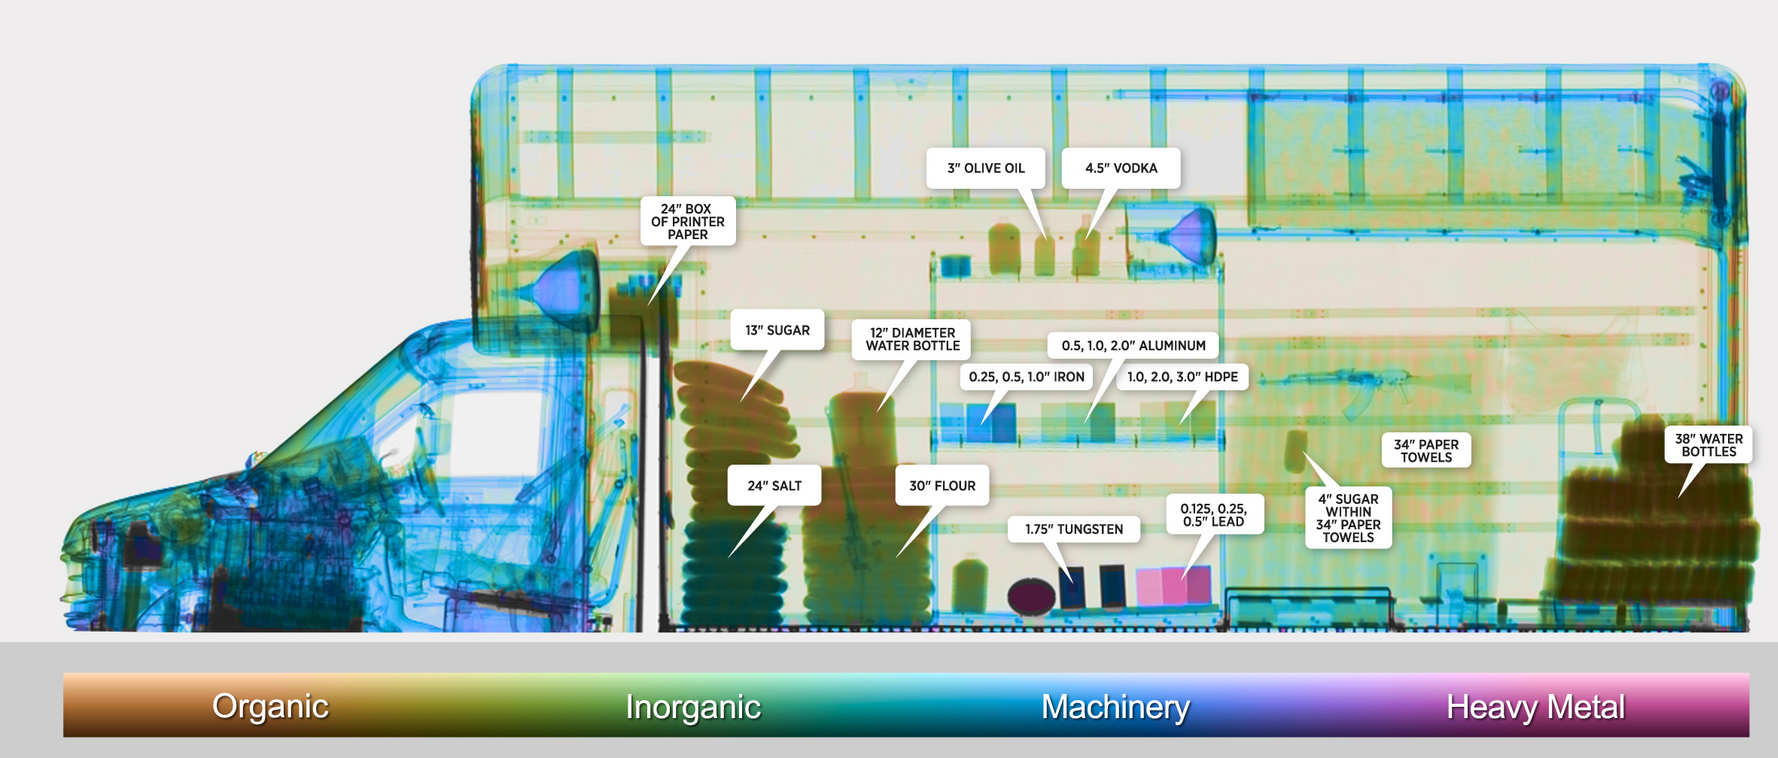 3" OLIVE OIL
4.5" VODKA
24" BOX
OF PRINTER
PAPER
13" SUGAR
12" DIAMETER
WATER BOTTLE
0.5, 1.0, 2.0" ALUMINUM
0.25, 0.5, 1.0" IRON
1.0, 2.0, 3.0" HDPE
34" PAPER
TOWELS
38" WATER
BOTTLES
24" SALT
30" FLOUR
1.75" TUNGSTEN
0.125, 0.25,
0.5" LEAD
4" SUGAR
WITHIN
34" PAPER
TOWELS
Organic
Inorganic
Machinery
Heavy Metal